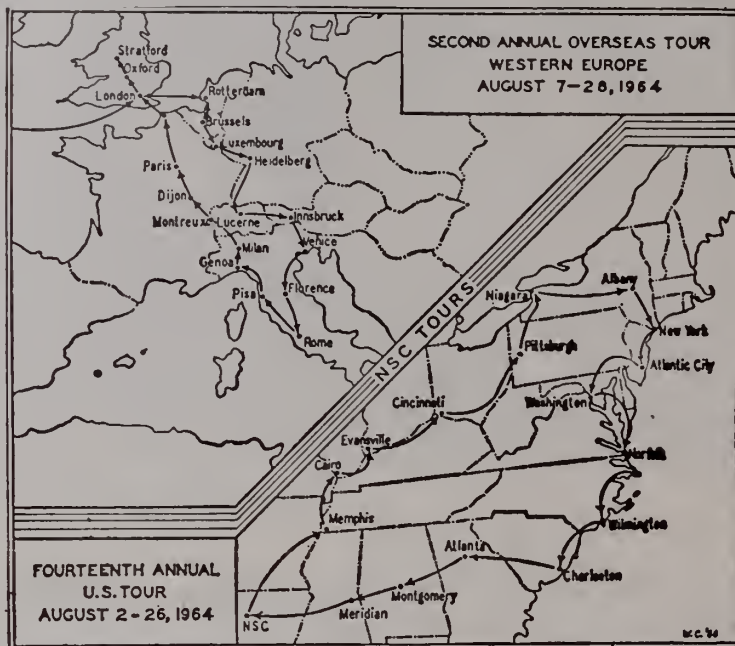 SECOND ANNUAL OVERSEAS TOUR
WESTERN EUROPE
AUGUST 7-28, 1964
Stratford
Oxford
London
Rotterdam
Brussels
Luxembourg
Heidelberg
Paris
Dijon
Montreux
Lucerne
Innsbruck
Milan
Venice
Genoa
Pisa
Florence
Rome
NSC TOURS
Niagara
Albany
New York
Pittsburgh
Atlantic City
Cincinnati
Washington
Evansville
Norfolk
Cairo
Memphis
Wilmington
Atlanta
Charleston
Montgomery
Meridian
NSC
FOURTEENTH ANNUAL
U.S. TOUR
AUGUST 2-26, 1964